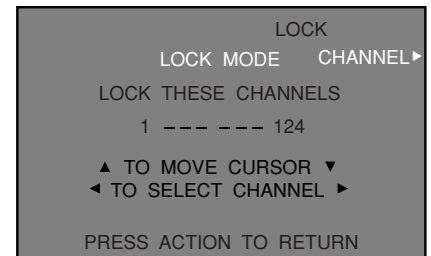 LOCK
LOCK MODE CHANNEL►
LOCK THESE CHANNELS
1 – – – – – – 124
▲ TO MOVE CURSOR ▼
◄ TO SELECT CHANNEL ►
PRESS ACTION TO RETURN